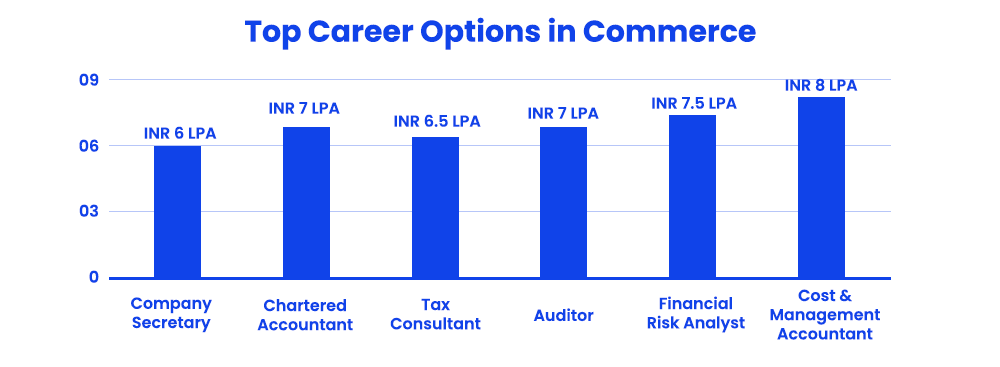 Top Career Options in Commerce
09
06
03
0
INR 6 LPA
INR 7 LPA
INR 6.5 LPA
INR 7 LPA
INR 7.5 LPA
INR 8 LPA
Company
Secretary
Chartered
Accountant
Tax
Consultant
Auditor
Financial
Risk Analyst
Cost &
Management
Accountant